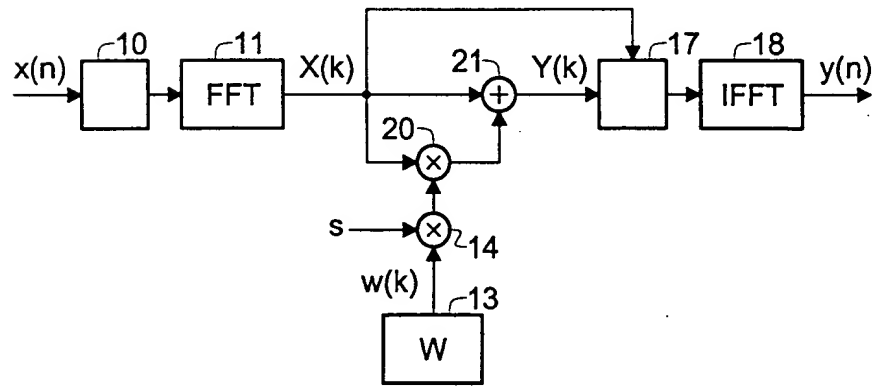 10
11
17
18
x(n)
FFT
X(k)
21
+
Y(k)
IFFT
y(n)
20
×
s
×
14
w(k)
13
W